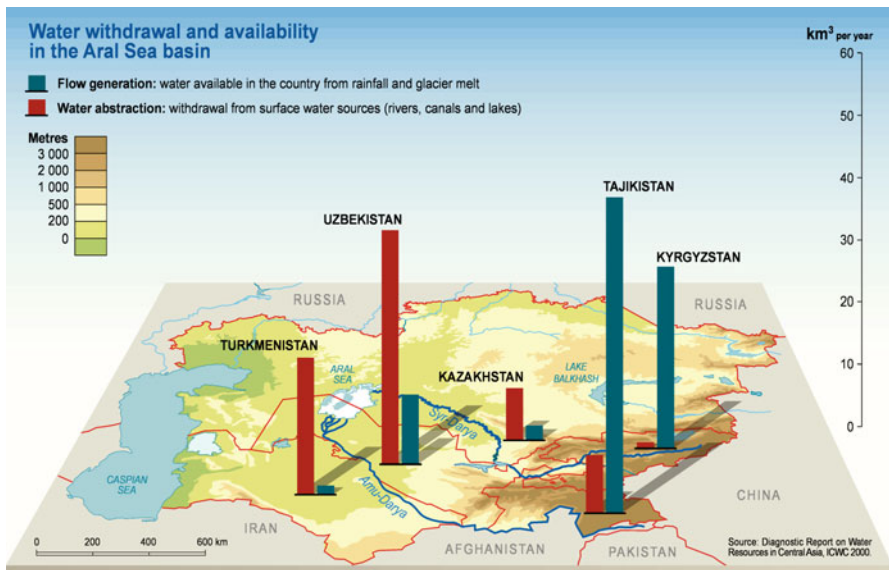 Water withdrawal and availability
in the Aral Sea basin
km³ per year
Flow generation: water available in the country from rainfall and glacier melt
Water abstraction: withdrawal from surface water sources (rivers, canals and lakes)
Metres
3 000
2 000
1 000
500
200
0
60
50
40
30
20
10
0
TAJIKISTAN
UZBEKISTAN
KYRGYZSTAN
RUSSIA
RUSSIA
TURKMENISTAN
ARAL
SEA
KAZAKHSTAN
LAKE
BALKHASH
Syr-Darya
CASPIAN
SEA
Amu-Darya
CHINA
IRAN
AFGHANISTAN
PAKISTAN
0 200 400 600 km
Source: Diagnostic Report on Water
Resources in Central Asia, ICWC 2000.